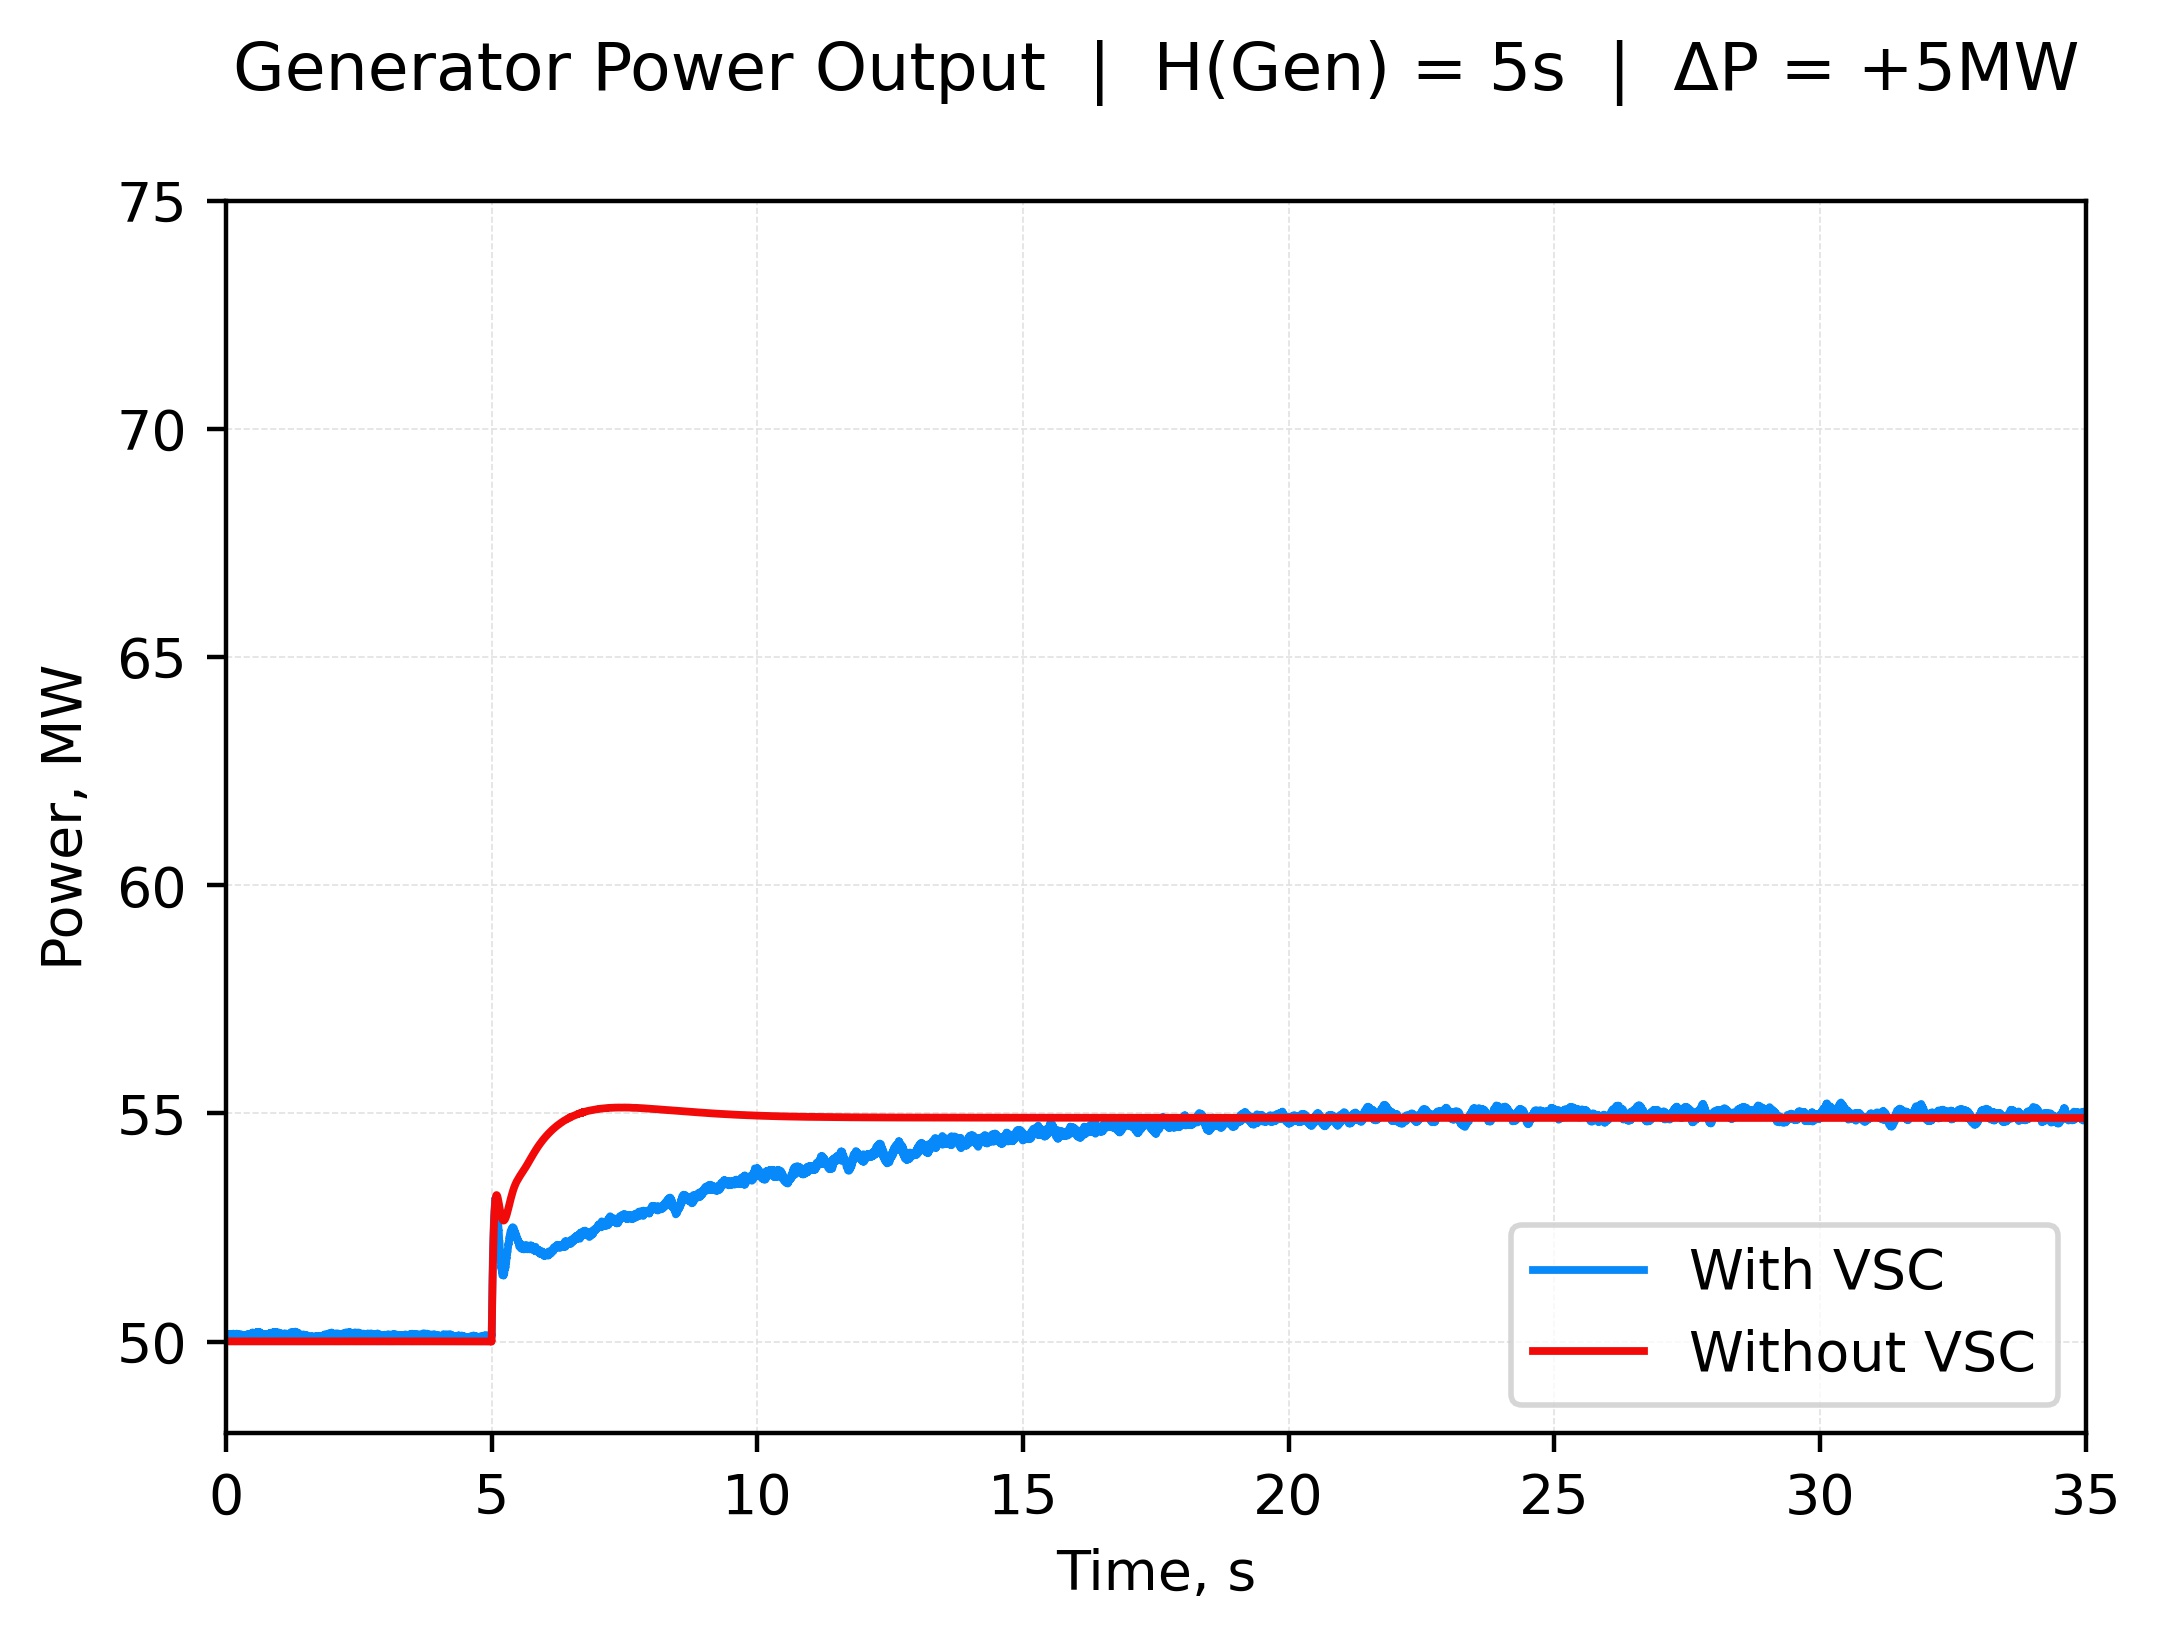 Generator Power Output | H(Gen) = 5s | ΔP = +5MW
75
70
65
60
55
50
Power, MW
With VSC
Without VSC
0 5 10 15 20 25 30 35
Time, s